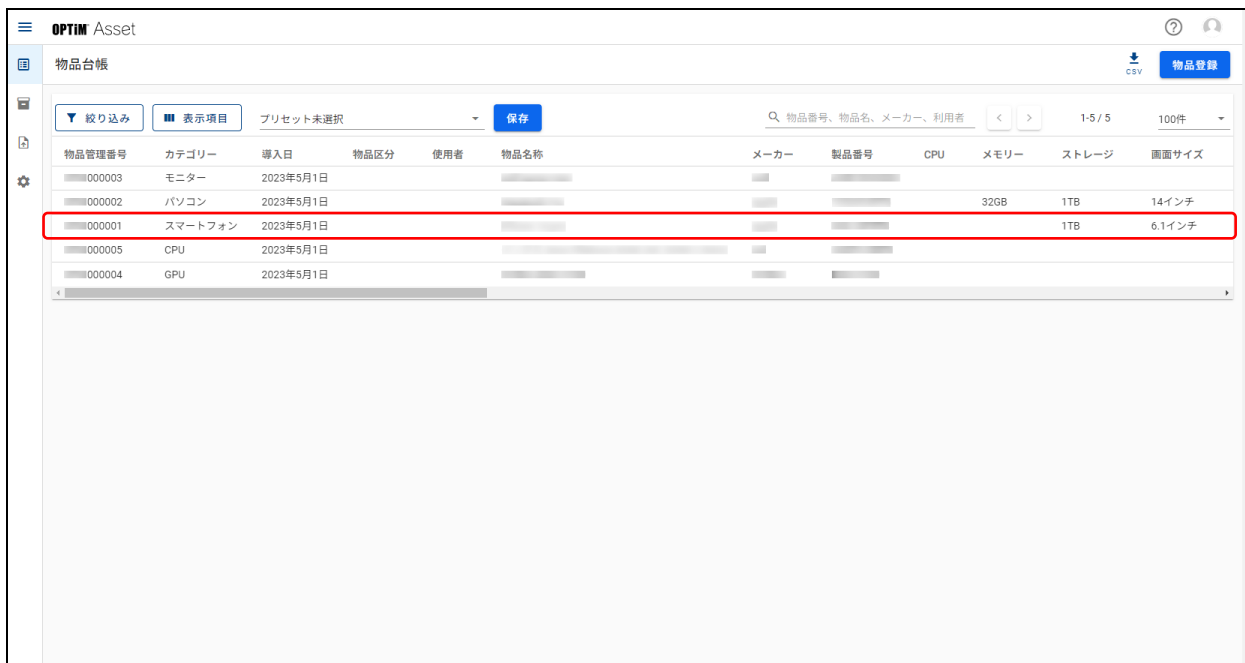 OPTiM Asset
物品台帳
CSV
物品登録
絞り込み 表示項目 プリセット未選択 保存 物品番号、物品名、メーカー、利用者 1-5 / 5 100件
物品管理番号 カテゴリー 導入日 物品区分 使用者 物品名称 メーカー 製品番号 CPU メモリー ストレージ 画面サイズ
000003 モニター 2023年5月1日
000002 パソコン 2023年5月1日 32GB 1TB 14インチ
000001 スマートフォン 2023年5月1日 1TB 6.1インチ
000005 CPU 2023年5月1日
000004 GPU 2023年5月1日